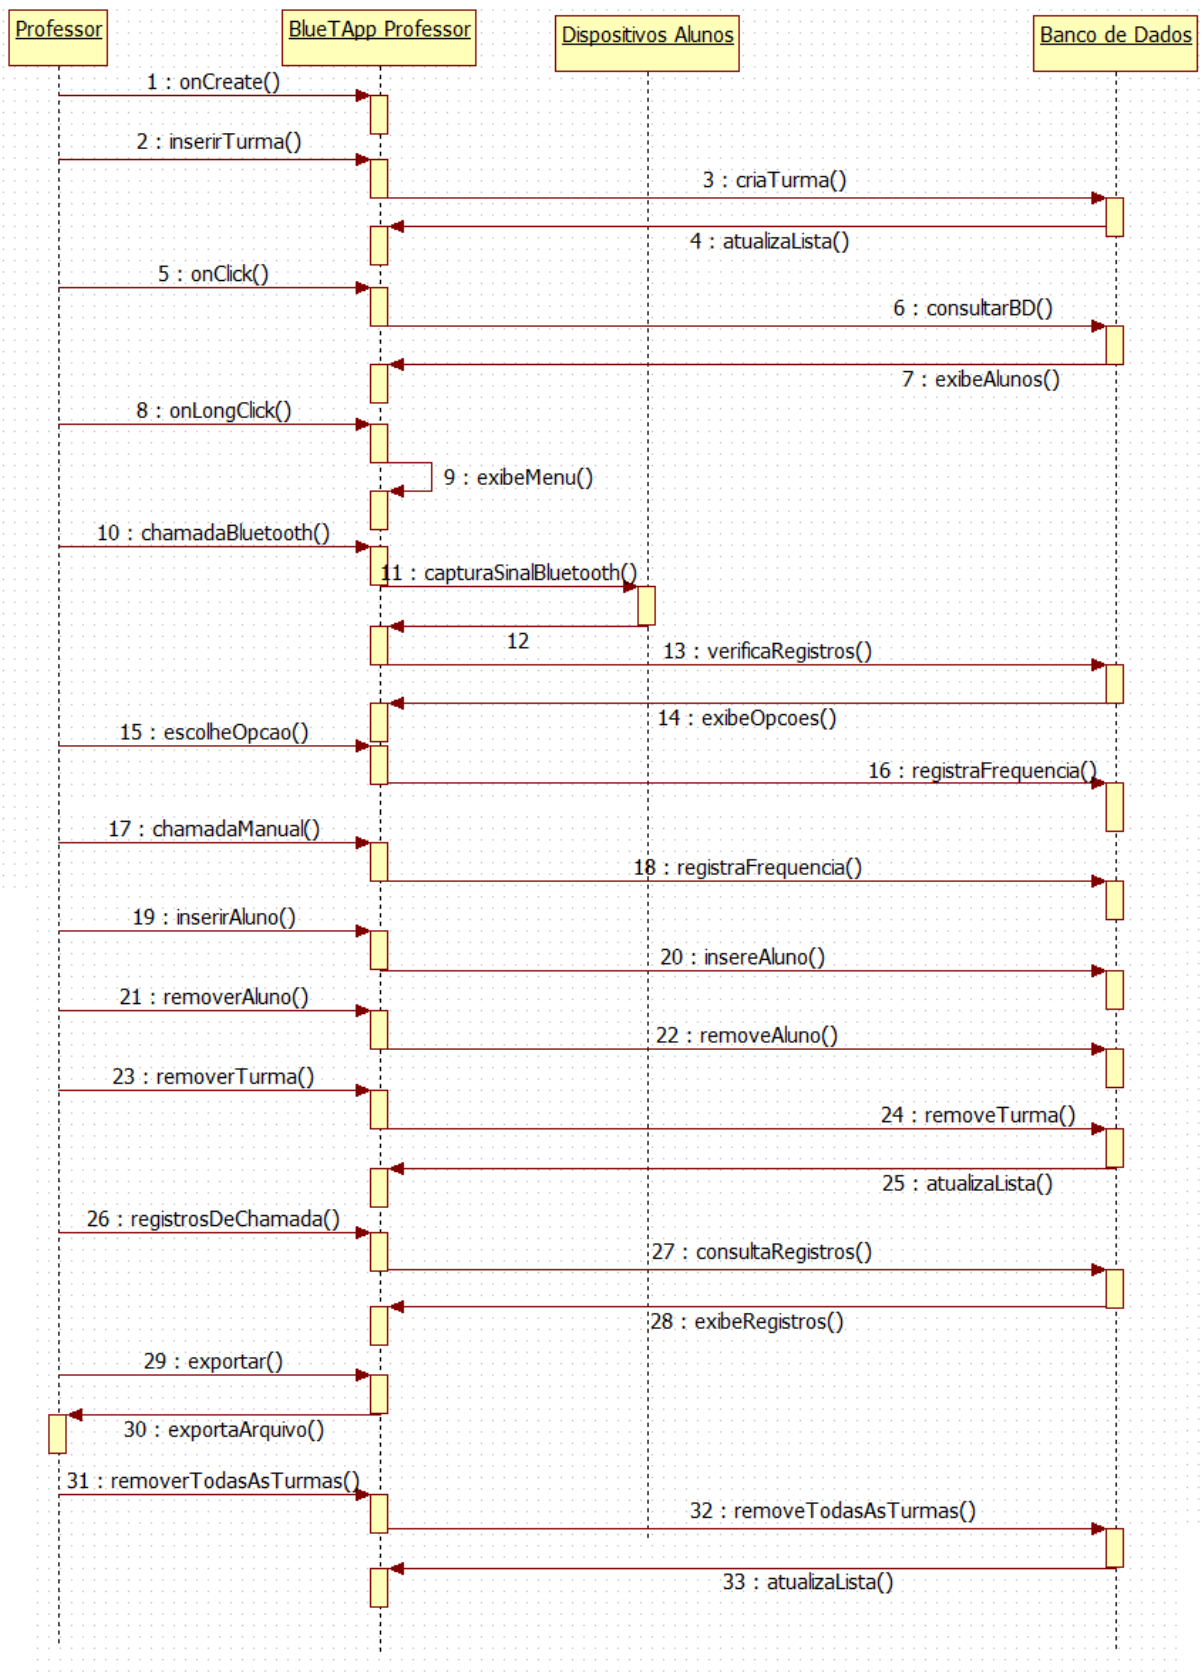 Professor
BlueTApp Professor
Dispositivos Alunos
Banco de Dados
1 : onCreate()
2 : inserirTurma()
3 : criaTurma()
4 : atualizaLista()
5 : onClick()
6 : consultarBD()
7 : exibeAlunos()
8 : onLongClick()
9 : exibeMenu()
10 : chamadaBluetooth()
11 : capturaSinalBluetooth()
12
13 : verificaRegistros()
14 : exibeOpcoes()
15 : escolheOpcao()
16 : registraFrequencia()
17 : chamadaManual()
18 : registraFrequencia()
19 : inserirAluno()
20 : insereAluno()
21 : removerAluno()
22 : removeAluno()
23 : removerTurma()
24 : removeTurma()
25 : atualizaLista()
26 : registrosDeChamada()
27 : consultaRegistros()
28 : exibeRegistros()
29 : exportar()
30 : exportaArquivo()
31 : removerTodasAsTurmas()
32 : removeTodasAsTurmas()
33 : atualizaLista()